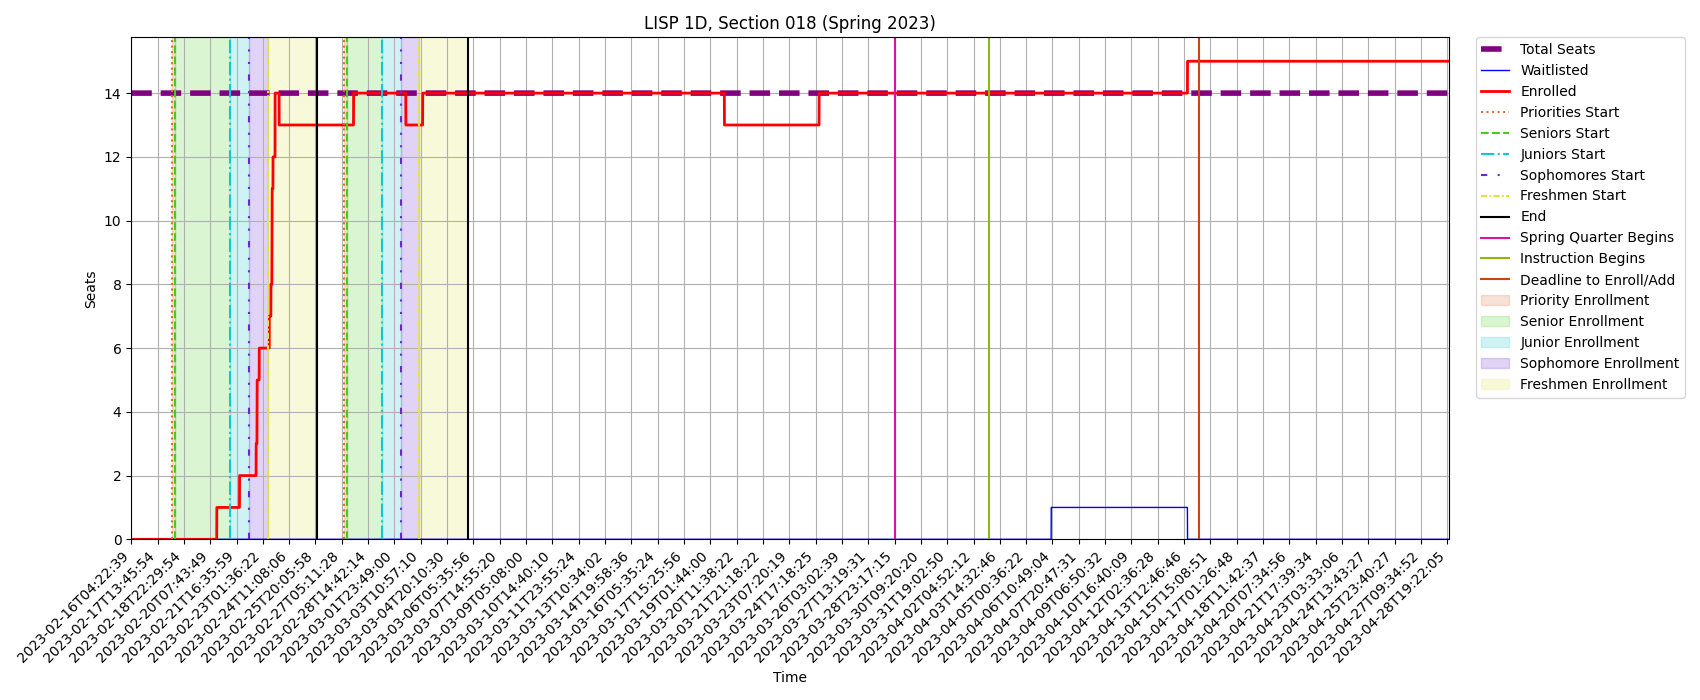 LISP 1D, Section 018 (Spring 2023)
Total Seats
Waitlisted
Enrolled
Priorities Start
Seniors Start
Juniors Start
Sophomores Start
Freshmen Start
End
Spring Quarter Begins
Instruction Begins
Deadline to Enroll/Add
Priority Enrollment
Senior Enrollment
Junior Enrollment
Sophomore Enrollment
Freshmen Enrollment
Seats
14
12
10
8
6
4
2
0
2023-02-16T04:22:39
2023-02-17T13:45:54
2023-02-18T22:29:54
2023-02-20T07:43:49
2023-02-21T16:35:59
2023-02-23T01:36:22
2023-02-24T11:08:06
2023-02-25T20:05:58
2023-02-27T05:11:28
2023-02-28T14:42:14
2023-03-01T23:49:00
2023-03-03T10:57:10
2023-03-04T20:10:30
2023-03-06T05:35:56
2023-03-07T14:55:20
2023-03-09T05:08:00
2023-03-10T14:40:10
2023-03-11T23:55:24
2023-03-13T10:34:02
2023-03-14T19:58:36
2023-03-16T05:35:24
2023-03-17T15:25:56
2023-03-19T01:44:00
2023-03-20T11:38:22
2023-03-21T21:18:22
2023-03-23T07:20:19
2023-03-24T17:18:25
2023-03-26T03:02:39
2023-03-27T13:19:31
2023-03-28T23:17:15
2023-03-30T09:20:20
2023-03-31T19:02:50
2023-04-02T04:52:12
2023-04-03T14:32:46
2023-04-05T00:36:22
2023-04-06T10:49:04
2023-04-07T20:47:31
2023-04-09T06:50:32
2023-04-10T16:40:09
2023-04-12T02:36:28
2023-04-13T12:46:46
2023-04-15T15:08:51
2023-04-17T01:26:48
2023-04-18T11:42:37
2023-04-20T07:34:56
2023-04-21T17:39:34
2023-04-23T03:33:06
2023-04-24T13:43:27
2023-04-25T23:40:27
2023-04-27T09:34:52
2023-04-28T19:22:05
Time